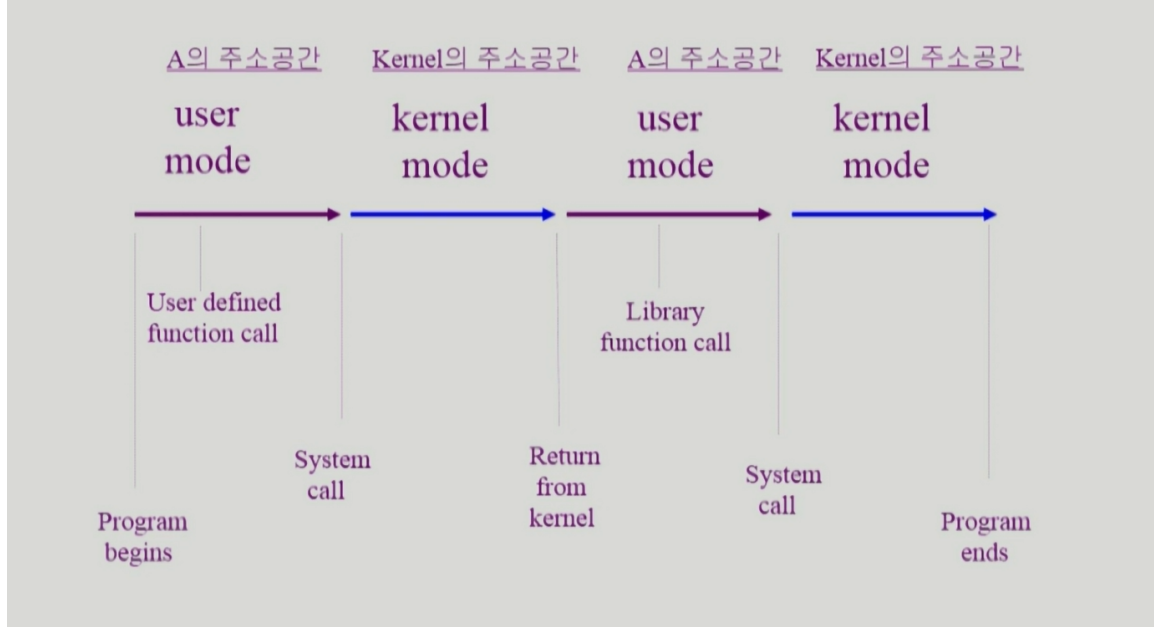 A의 주소공간
Kernel의 주소공간
A의 주소공간
Kernel의 주소공간
user
mode
kernel
mode
user
mode
kernel
mode
User defined
function call
Library
function call
System
call
Return
from
kernel
System
call
Program
begins
Program
ends